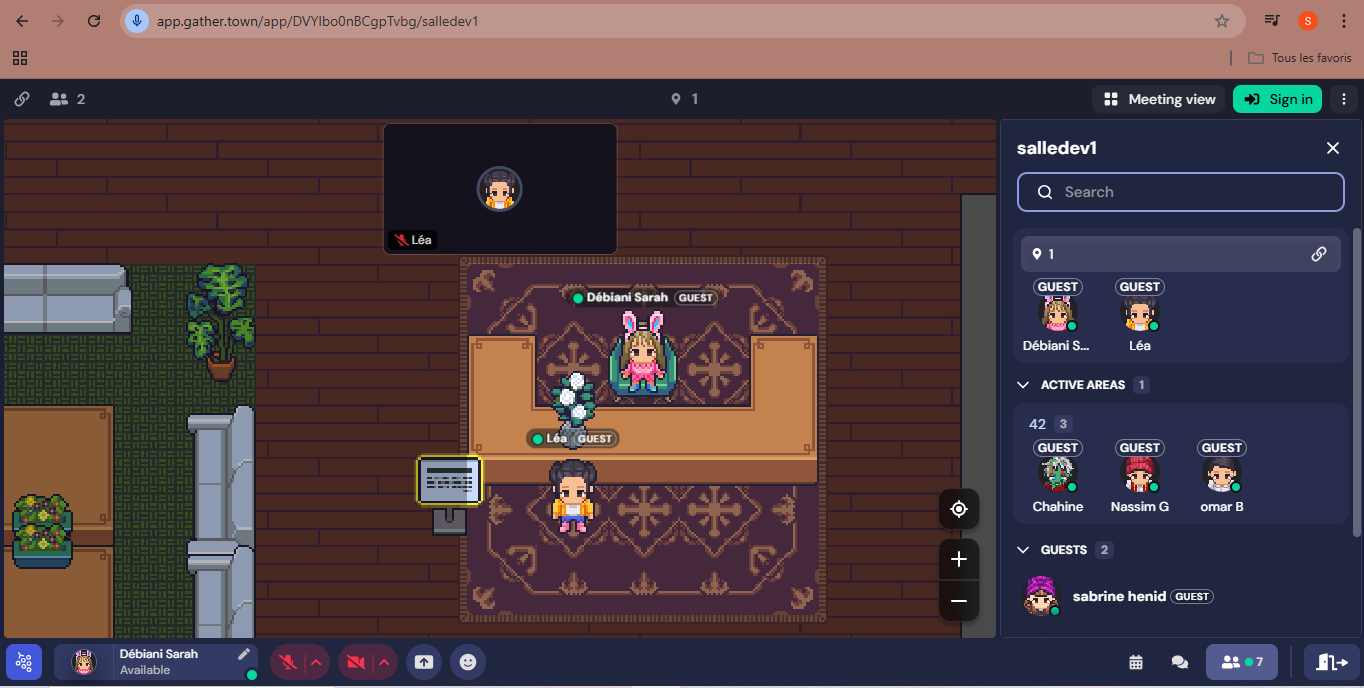 app.gather.town/app/DVYIbo0nBCgpTvbg/salledev1
S
Tous les favoris
2
1
Meeting view
Sign in
Léa
Débiani Sarah GUEST
Léa GUEST
salledev1
Search
1
GUEST GUEST
Débiani S... Léa
ACTIVE AREAS 1
42 3
GUEST GUEST GUEST
Chahine Nassim G omar B
GUESTS 2
sabrine henid GUEST
Débiani Sarah
Available
7